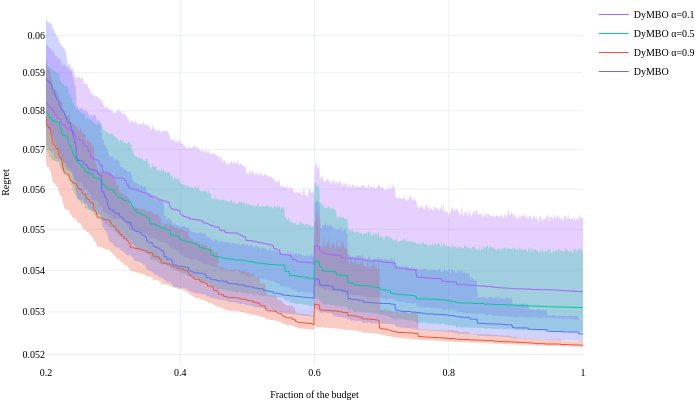 DyMBO α=0.1
DyMBO α=0.5
DyMBO α=0.9
DyMBO
0.06
0.059
0.058
0.057
0.056
0.055
0.054
0.053
0.052
Regret
0.2
0.4
0.6
0.8
1
Fraction of the budget